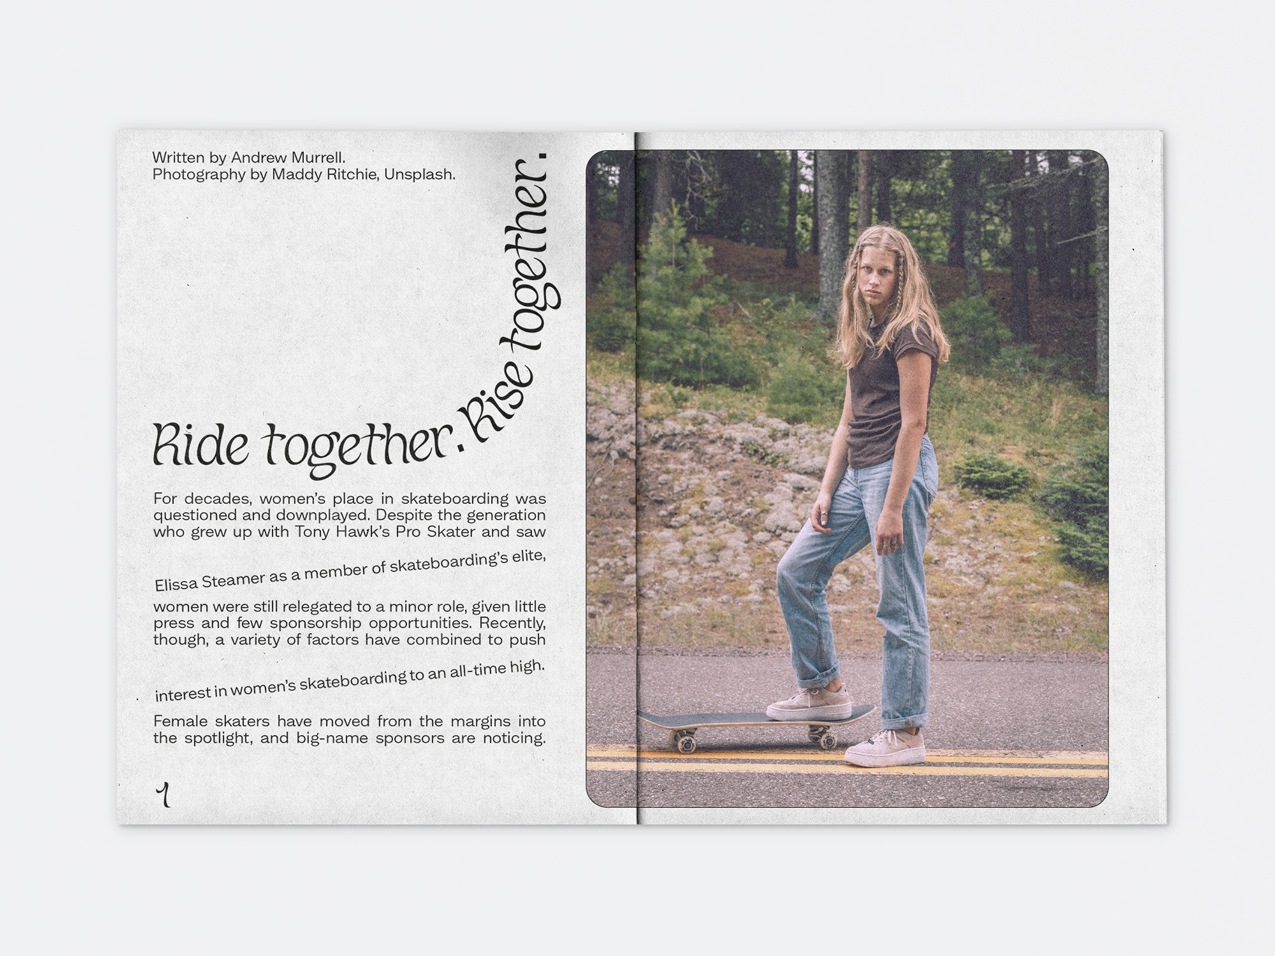 Written by Andrew Murrell.
Photography by Maddy Ritchie, Unsplash.
Ride together. Rise together.
For decades, women's place in skateboarding was
questioned and downplayed. Despite the generation
who grew up with Tony Hawk's Pro Skater and saw
Elissa Steamer as a member of skateboarding's elite,
women were still relegated to a minor role, given little
press and few sponsorship opportunities. Recently,
though, a variety of factors have combined to push
interest in women's skateboarding to an all-time high.
Female skaters have moved from the margins into
the spotlight, and big-name sponsors are noticing.
1